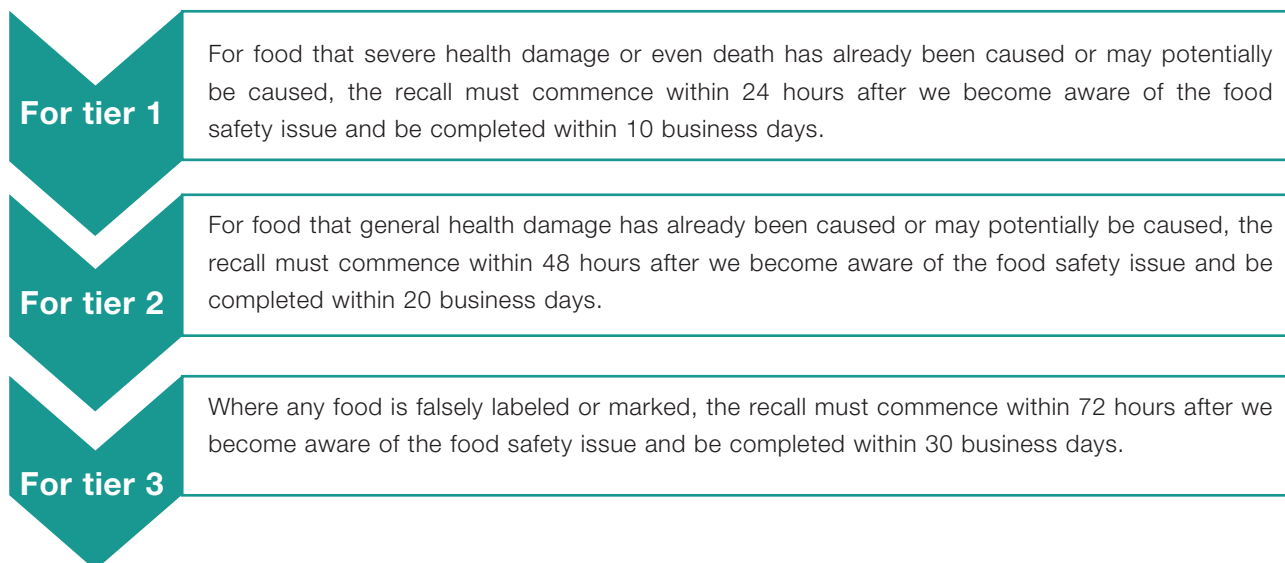 For tier 1
For food that severe health damage or even death has already been caused or may potentially
be caused, the recall must commence within 24 hours after we become aware of the food
safety issue and be completed within 10 business days.
For tier 2
For food that general health damage has already been caused or may potentially be caused, the
recall must commence within 48 hours after we become aware of the food safety issue and be
completed within 20 business days.
For tier 3
Where any food is falsely labeled or marked, the recall must commence within 72 hours after we
become aware of the food safety issue and be completed within 30 business days.